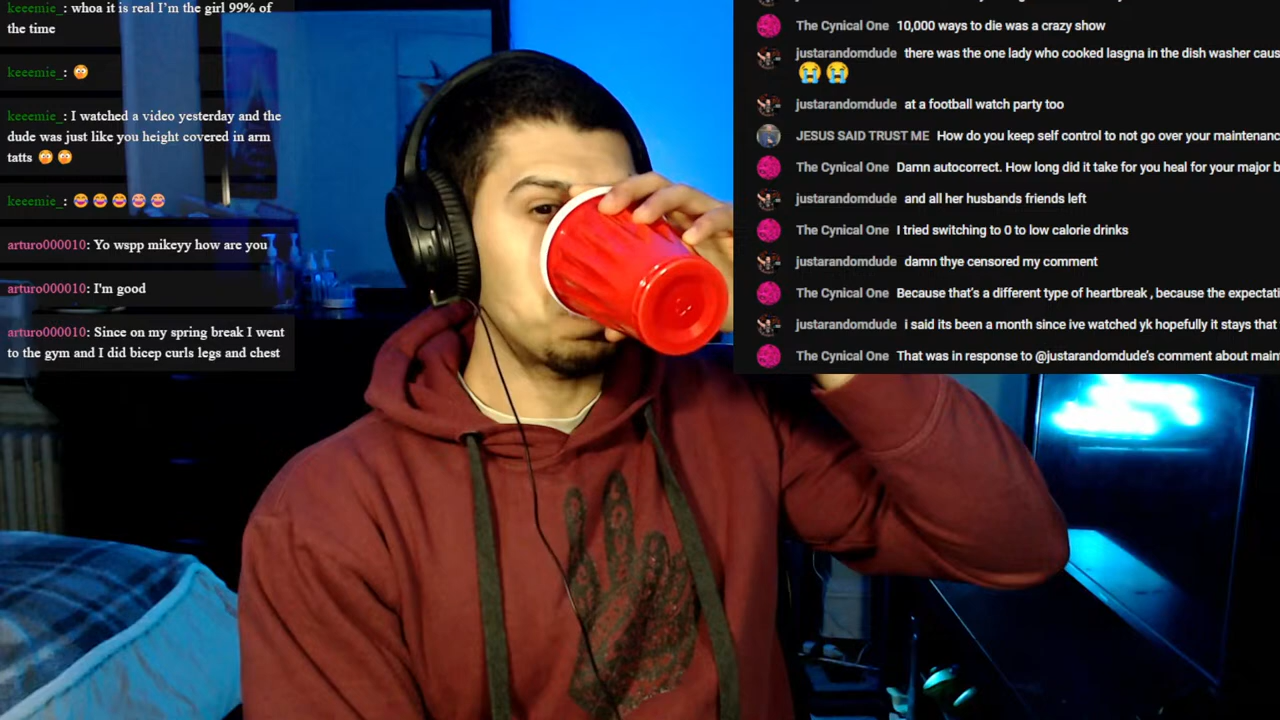 keeemie_: whoa it is real I'm the girl 99% of
the time
keeemie_: 🫢
keeemie_: I watched a video yesterday and the
dude was just like you height covered in arm
tatts 🫢 🫢
keeemie_: 😂 😂 😂 😂 😂
arturo000010: Yo wspp mikeyy how are you
arturo000010: I'm good
arturo000010: Since on my spring break I went
to the gym and I did bicep curls legs and chest
The Cynical One 10,000 ways to die was a crazy show
justarandomdude there was the one lady who cooked lasgna in the dish washer caus
😭 😭
justarandomdude at a football watch party too
JESUS SAID TRUST ME How do you keep self control to not go over your maintenanc
The Cynical One Damn autocorrect. How long did it take for you heal for your major b
justarandomdude and all her husbands friends left
The Cynical One I tried switching to 0 to low calorie drinks
justarandomdude damn thye censored my comment
The Cynical One Because that's a different type of heartbreak , because the expectati
justarandomdude i said its been a month since ive watched yk hopefully it stays that
The Cynical One That was in response to @justarandomdude's comment about main